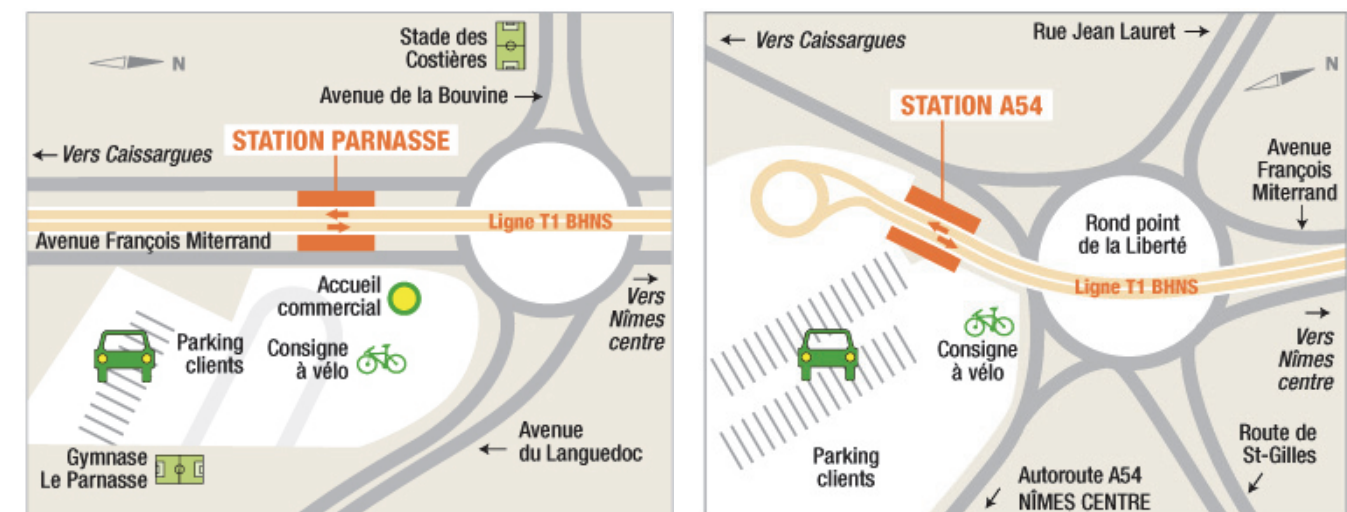 Stade des
Costières
N
Avenue de la Bouvine →
STATION PARNASSE
← Vers Caissargues
Ligne T1 BHNS
Avenue François Miterrand
Accueil
commercial
→
Vers
Nîmes
centre
Parking
clients
Consigne
à vélo
Avenue
← du Languedoc
Gymnase
Le Parnasse
← Vers Caissargues
Rue Jean Lauret →
N
STATION A54
Avenue
François
Miterrand
↓
Rond point
de la Liberté
Ligne T1 BHNS
→
Vers
Nîmes
centre
Consigne
à vélo
Parking
clients
Route de
St-Gilles
↙
Autoroute A54
↙ NÎMES CENTRE